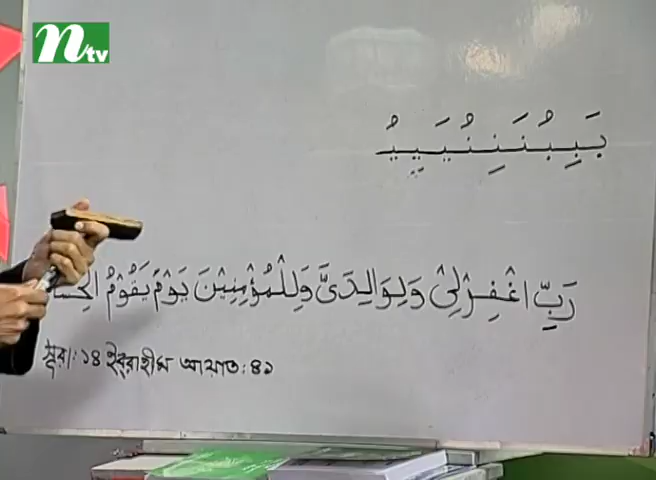 ntv
بَبِبُنَنِنُيَيِيُ
رَبِّ اغْفِرْلِىْ وَلِوَالِدَىَّ وَلِلْمُؤْمِنِيْنَ يَوْمَ يَقُوْمُ
সূরা: ১৪ ইবরাহীম আয়াত: ৪১